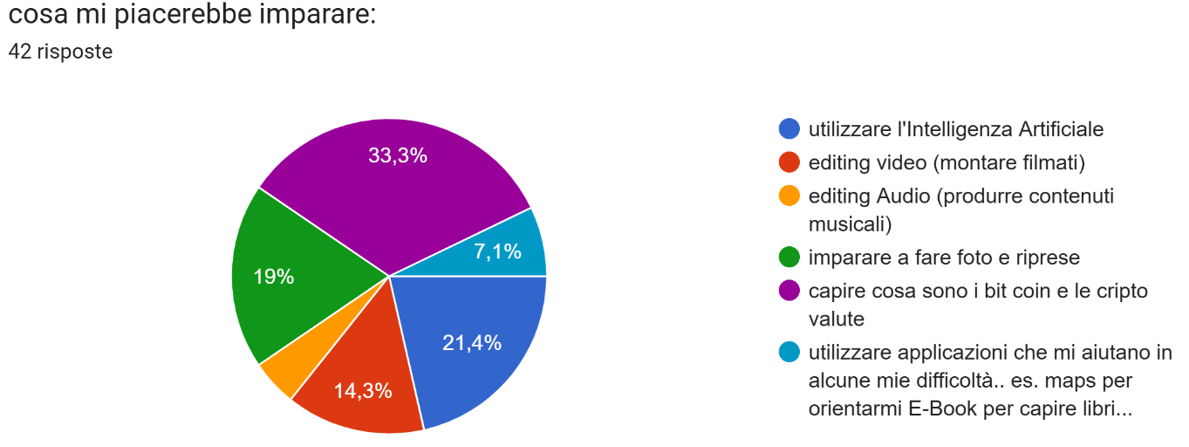 cosa mi piacerebbe imparare:
42 risposte
33,3%
7,1%
19%
21,4%
14,3%
utilizzare l'Intelligenza Artificiale
editing video (montare filmati)
editing Audio (produrre contenuti
musicali)
imparare a fare foto e riprese
capire cosa sono i bit coin e le cripto
valute
utilizzare applicazioni che mi aiutano in
alcune mie difficoltà.. es. maps per
orientarmi E-Book per capire libri...